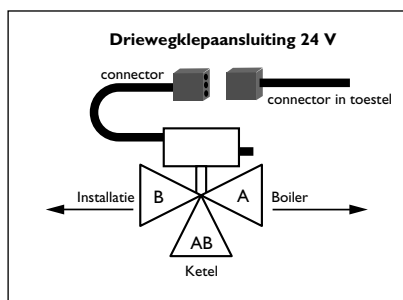 Driewegklepaansluiting 24 V
connector
connector in toestel
Installatie
B
A
Boiler
AB
Ketel